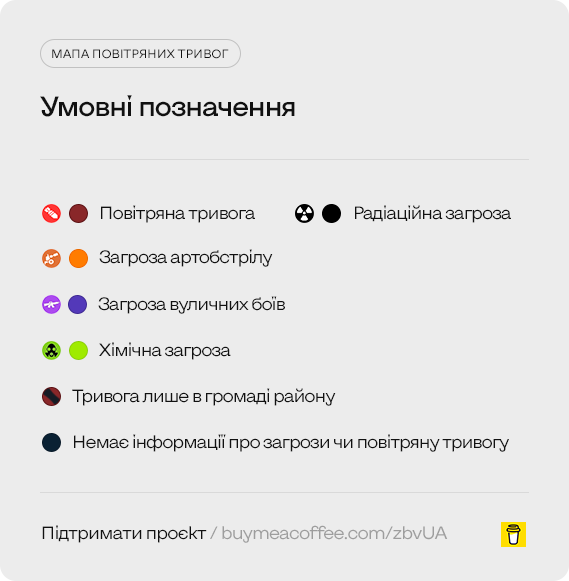 МАПА ПОВІТРЯНИХ ТРИВОГ
Умовні позначення
Повітряна тривога
Радіаційна загроза
Загроза артобстрілу
Загроза вуличних боїв
Хімічна загроза
Тривога лише в громаді району
Немає інформації про загрози чи повітряну тривогу
Підтримати проєкт / buymeacoffee.com/zbvUA